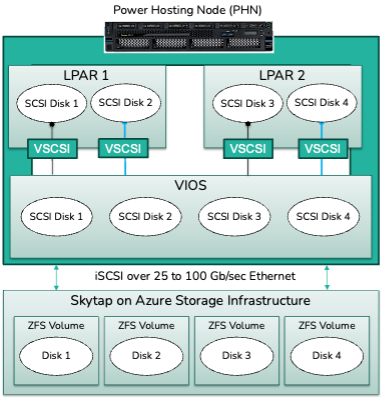 Power Hosting Node (PHN)
LPAR 1
LPAR 2
SCSI Disk 1
SCSI Disk 2
SCSI Disk 3
SCSI Disk 4
VSCSI
VSCSI
VSCSI
VSCSI
VIOS
SCSI Disk 1
SCSI Disk 2
SCSI Disk 3
SCSI Disk 4
iSCSI over 25 to 100 Gb/sec Ethernet
Skytap on Azure Storage Infrastructure
ZFS Volume
ZFS Volume
ZFS Volume
ZFS Volume
Disk 1
Disk 2
Disk 3
Disk 4